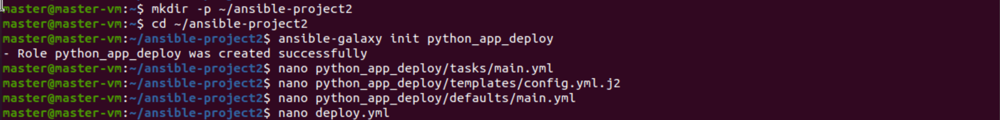 master@master-vm:~$ mkdir -p ~/ansible-project2
master@master-vm:~$ cd ~/ansible-project2
master@master-vm:~/ansible-project2$ ansible-galaxy init python_app_deploy
- Role python_app_deploy was created successfully
master@master-vm:~/ansible-project2$ nano python_app_deploy/tasks/main.yml
master@master-vm:~/ansible-project2$ nano python_app_deploy/templates/config.yml.j2
master@master-vm:~/ansible-project2$ nano python_app_deploy/defaults/main.yml
master@master-vm:~/ansible-project2$ nano deploy.yml